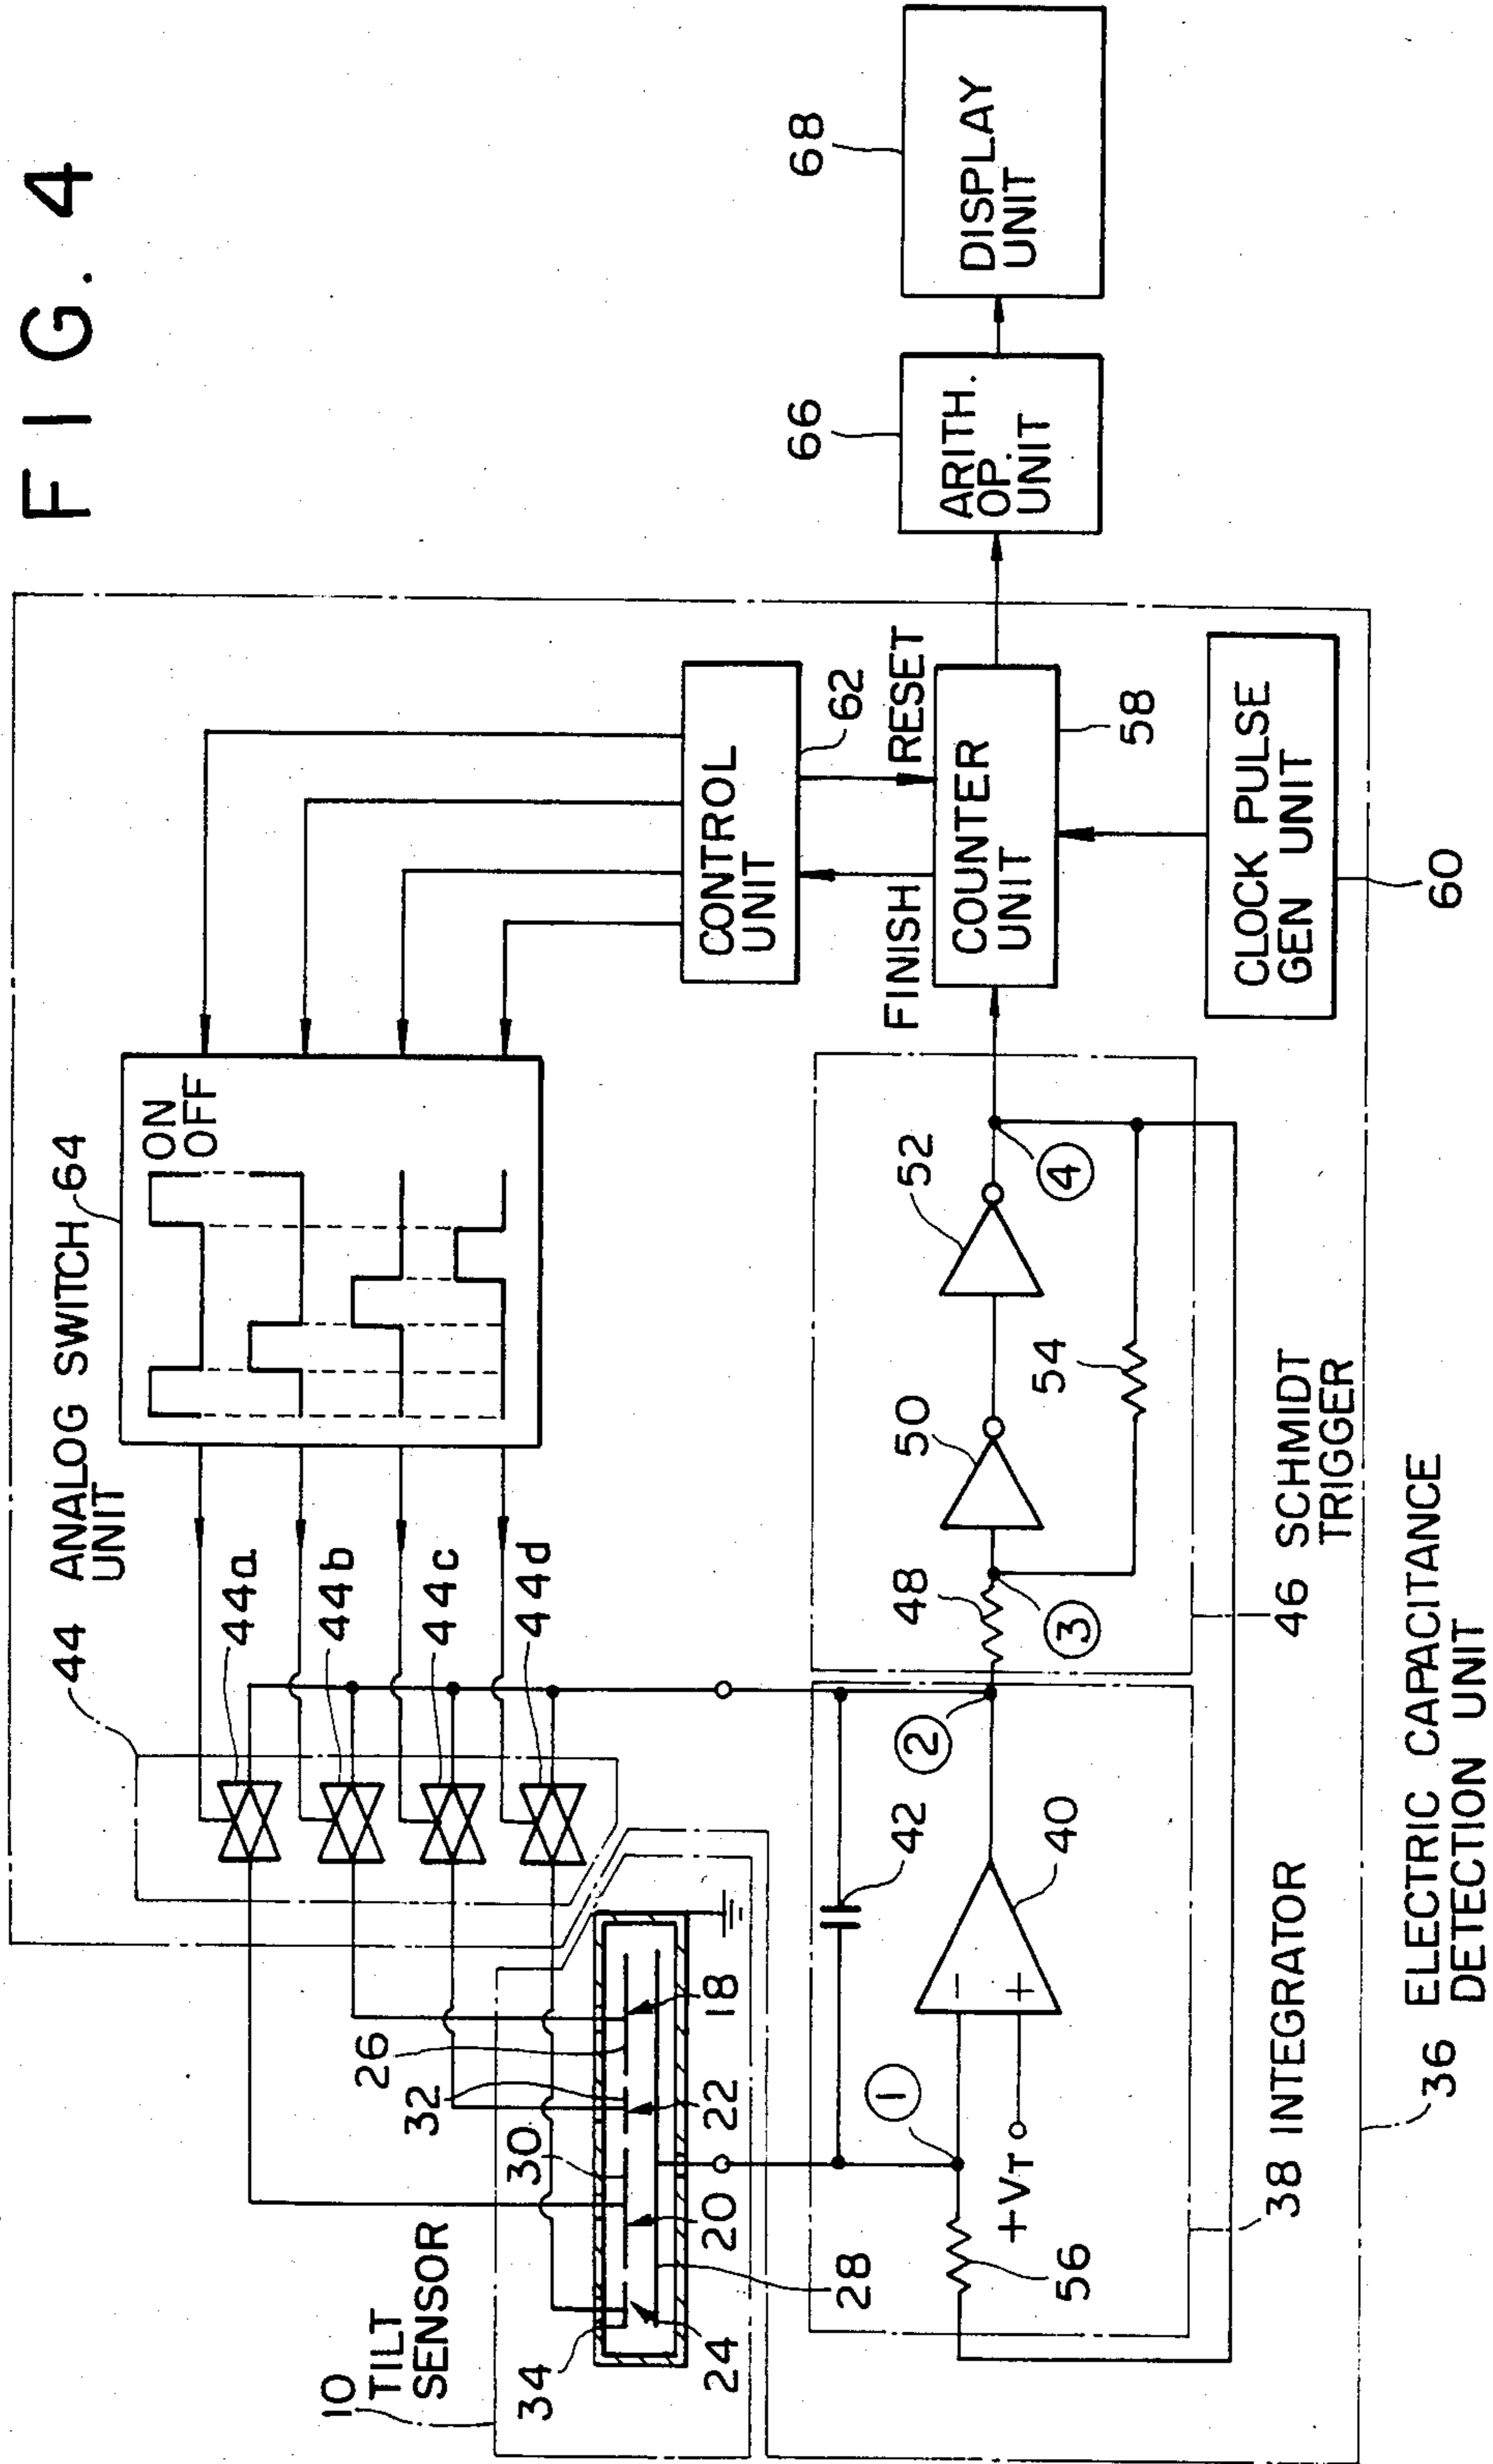 FIG. 4
44 ANALOG SWITCH
UNIT
64
ON
OFF
44a
44b
44c
44d
10
TILT
SENSOR
34
30
32
26
24
20
22
18
28
CONTROL
UNIT
62
FINISH
RESET
COUNTER
UNIT
58
CLOCK PULSE
GEN UNIT
60
ARITH.
OP.
UNIT
66
DISPLAY
UNIT
68
1
2
3
4
42
40
−
+
+VT
56
48
50
52
54
38 INTEGRATOR
46 SCHMIDT
TRIGGER
36 ELECTRIC CAPACITANCE
DETECTION UNIT